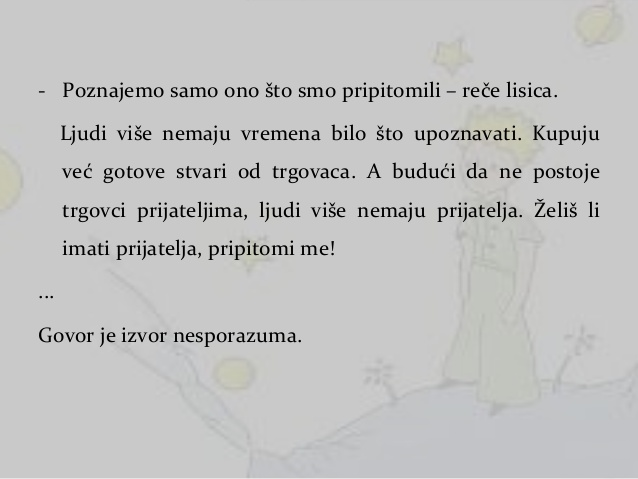 - Poznajemo samo ono što smo pripitomili – reče lisica.
Ljudi više nemaju vremena bilo što upoznavati. Kupuju
već gotove stvari od trgovaca. A budući da ne postoje
trgovci prijateljima, ljudi više nemaju prijatelja. Želiš li
imati prijatelja, pripitomi me!
...
Govor je izvor nesporazuma.